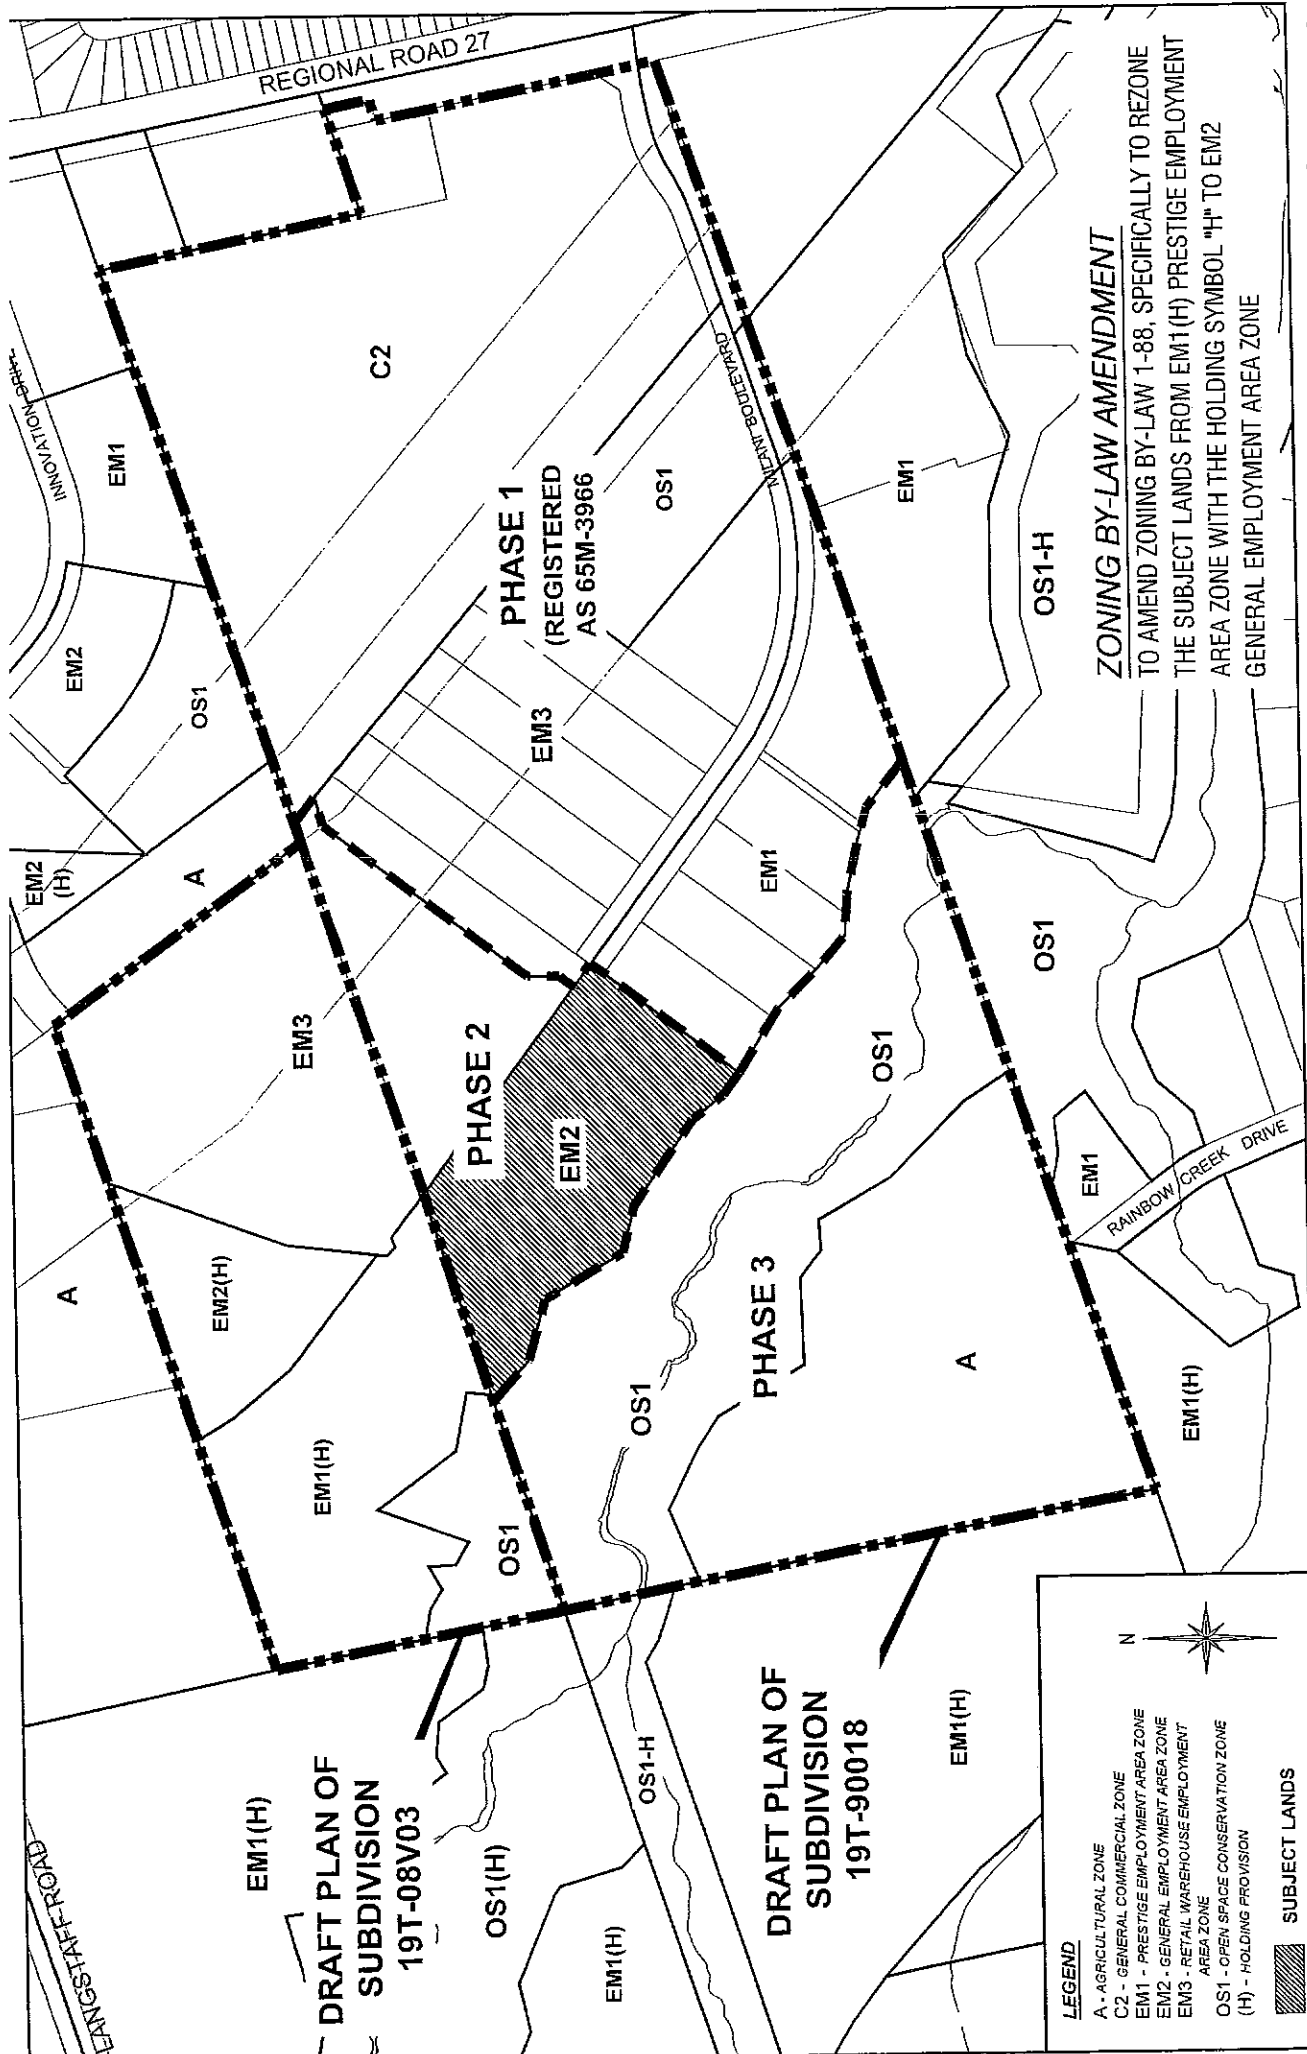 LANGSTAFF ROAD
EM1(H)
DRAFT PLAN OF
SUBDIVISION
19T-08V03
OS1(H)
EM1(H)
OS1-H
DRAFT PLAN OF
SUBDIVISION
19T-90018
EM1(H)
A
EM2(H)
EM1(H)
OS1
EM3
A
EM2
(H)
EM2
OS1
EM1
INNOVATION DRIVE
REGIONAL ROAD 27
C2
PHASE 1
(REGISTERED
AS 65M-3966
OS1
EM3
EM1
MILANI BOULEVARD
PHASE 2
EM2
OS1
OS1
PHASE 3
A
EM1
OS1-H
OS1
EM1
RAINBOW CREEK DRIVE
EM1(H)
ZONING BY-LAW AMENDMENT
TO AMEND ZONING BY-LAW 1-88, SPECIFICALLY TO REZONE
THE SUBJECT LANDS FROM EM1(H) PRESTIGE EMPLOYMENT
AREA ZONE WITH THE HOLDING SYMBOL "H" TO EM2
GENERAL EMPLOYMENT AREA ZONE
LEGEND
A - AGRICULTURAL ZONE
C2 - GENERAL COMMERCIAL ZONE
EM1 - PRESTIGE EMPLOYMENT AREA ZONE
EM2 - GENERAL EMPLOYMENT AREA ZONE
EM3 - RETAIL WAREHOUSE EMPLOYMENT
AREA ZONE
OS1 - OPEN SPACE CONSERVATION ZONE
(H) - HOLDING PROVISION
SUBJECT LANDS
N